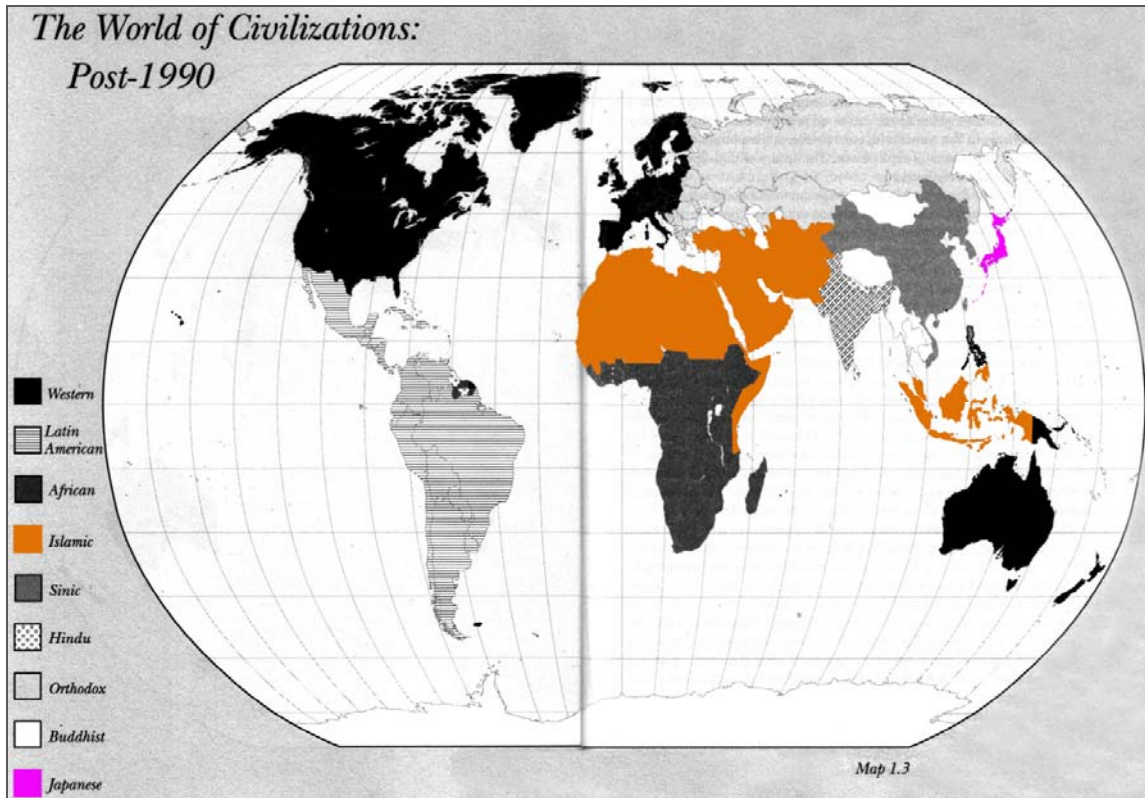 The World of Civilizations:
Post-1990
Western
Latin
American
African
Islamic
Sinic
Hindu
Orthodox
Buddhist
Japanese
Map 1.3